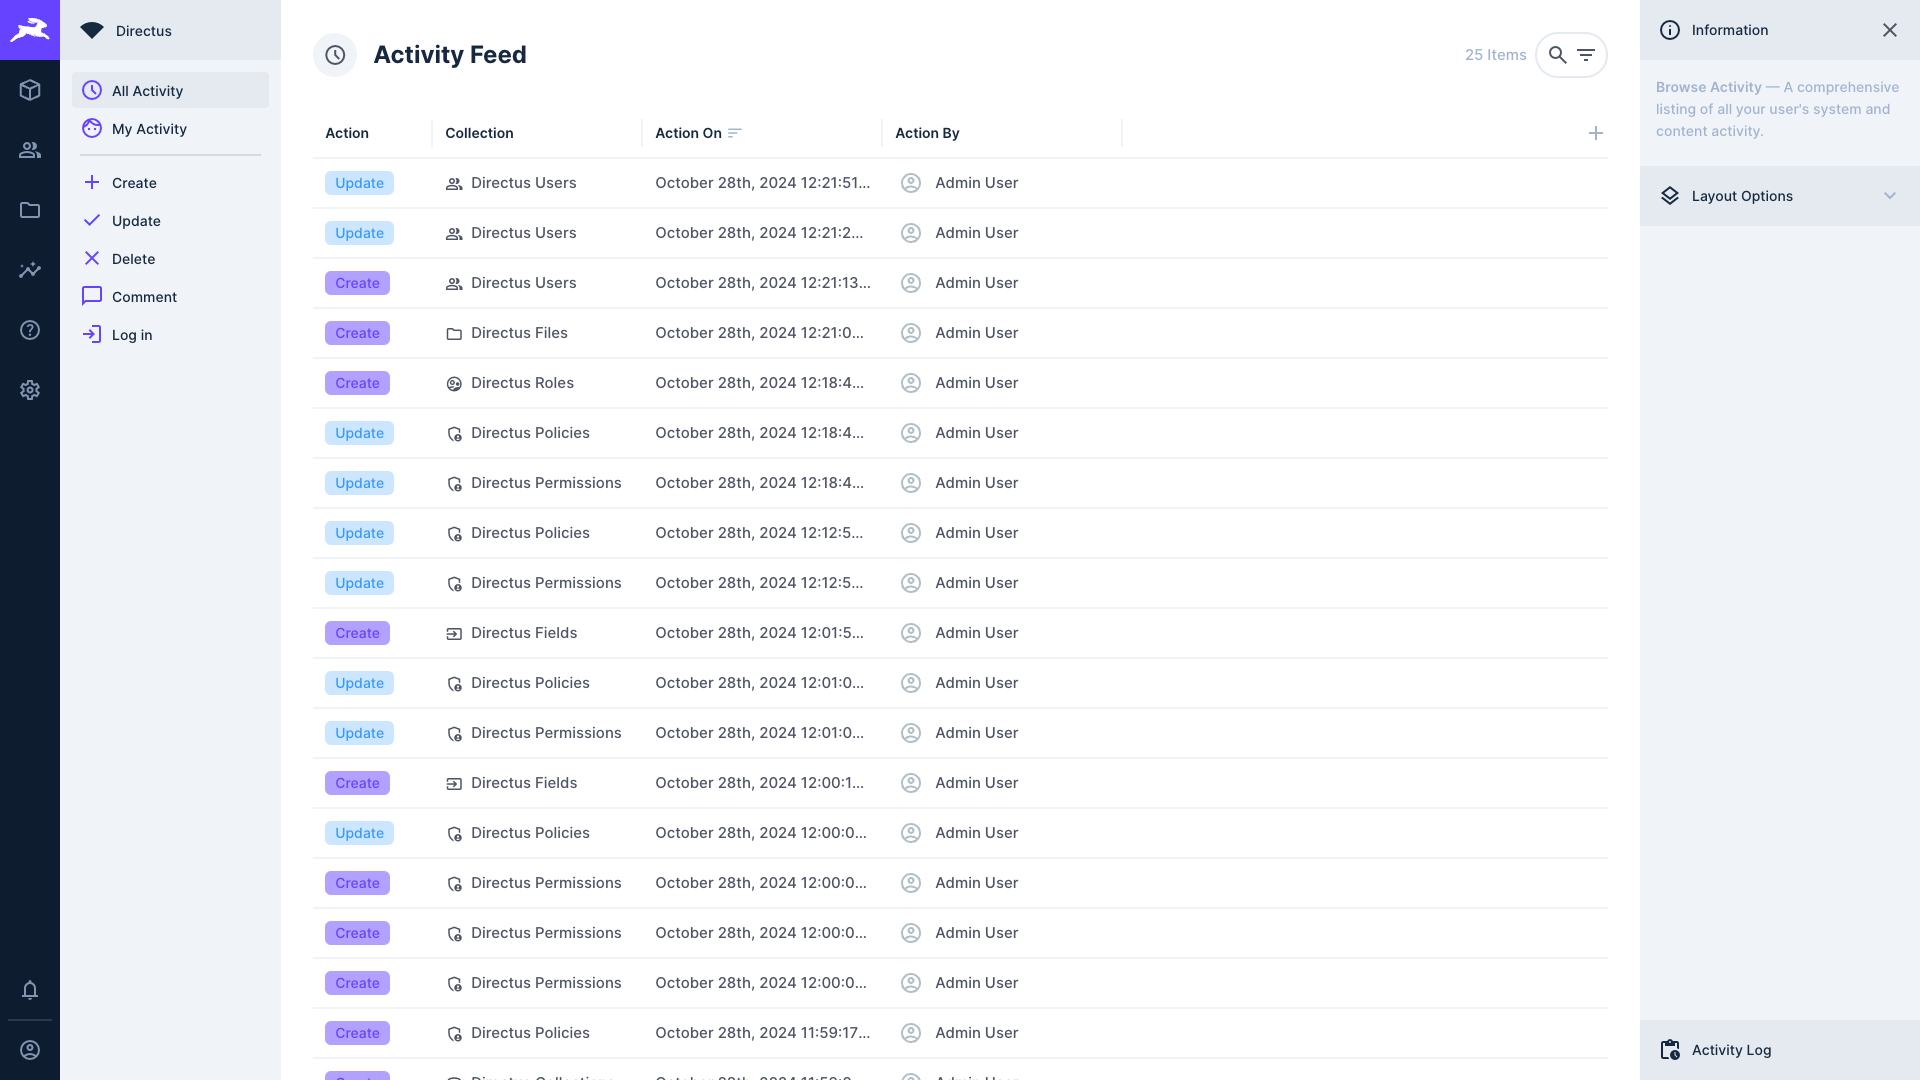 Directus
All Activity
My Activity
Create
Update
Delete
Comment
Log in
Activity Feed
25 Items
Action Collection Action On Action By
Update Directus Users October 28th, 2024 12:21:51... Admin User
Update Directus Users October 28th, 2024 12:21:2... Admin User
Create Directus Users October 28th, 2024 12:21:13... Admin User
Create Directus Files October 28th, 2024 12:21:0... Admin User
Create Directus Roles October 28th, 2024 12:18:4... Admin User
Update Directus Policies October 28th, 2024 12:18:4... Admin User
Update Directus Permissions October 28th, 2024 12:18:4... Admin User
Update Directus Policies October 28th, 2024 12:12:5... Admin User
Update Directus Permissions October 28th, 2024 12:12:5... Admin User
Create Directus Fields October 28th, 2024 12:01:5... Admin User
Update Directus Policies October 28th, 2024 12:01:0... Admin User
Update Directus Permissions October 28th, 2024 12:01:0... Admin User
Create Directus Fields October 28th, 2024 12:00:1... Admin User
Update Directus Policies October 28th, 2024 12:00:0... Admin User
Create Directus Permissions October 28th, 2024 12:00:0... Admin User
Create Directus Permissions October 28th, 2024 12:00:0... Admin User
Create Directus Permissions October 28th, 2024 12:00:0... Admin User
Create Directus Policies October 28th, 2024 11:59:17... Admin User
Information
Browse Activity — A comprehensive
listing of all your user's system and
content activity.
Layout Options
Activity Log